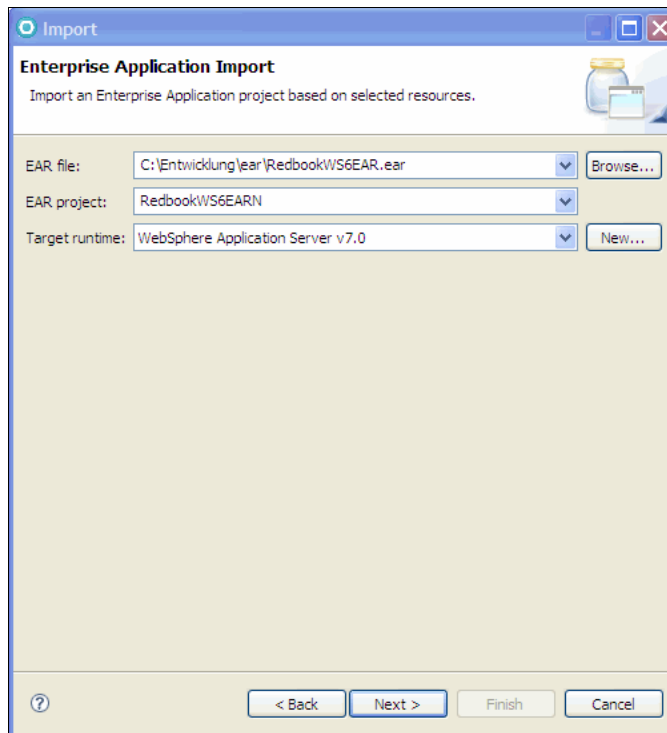 Import
Enterprise Application Import
Import an Enterprise Application project based on selected resources.
EAR file: C:\Entwicklung\ear\RedbookWS6EAR.ear Browse...
EAR project: RedbookWS6EARN
Target runtime: WebSphere Application Server v7.0 New...
? < Back Next > Finish Cancel